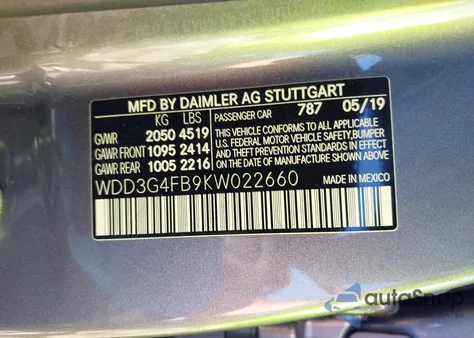 MFD BY DAIMLER AG STUTTGART
KG LBS PASSENGER CAR 787 05/19
GVWR 2050 4519 THIS VEHICLE CONFORMS TO ALL APPLICABLE
GAWR FRONT 1095 2414 U.S. FEDERAL MOTOR VEHICLE SAFETY, BUMPER
GAWR REAR 1005 2216 AND THEFT PREVENTION STANDARDS IN EFFECT
ON THE DATE OF MANUFACTURE SHOWN ABOVE.
WDD3G4FB9KW022660 MADE IN MEXICO
autoSnap